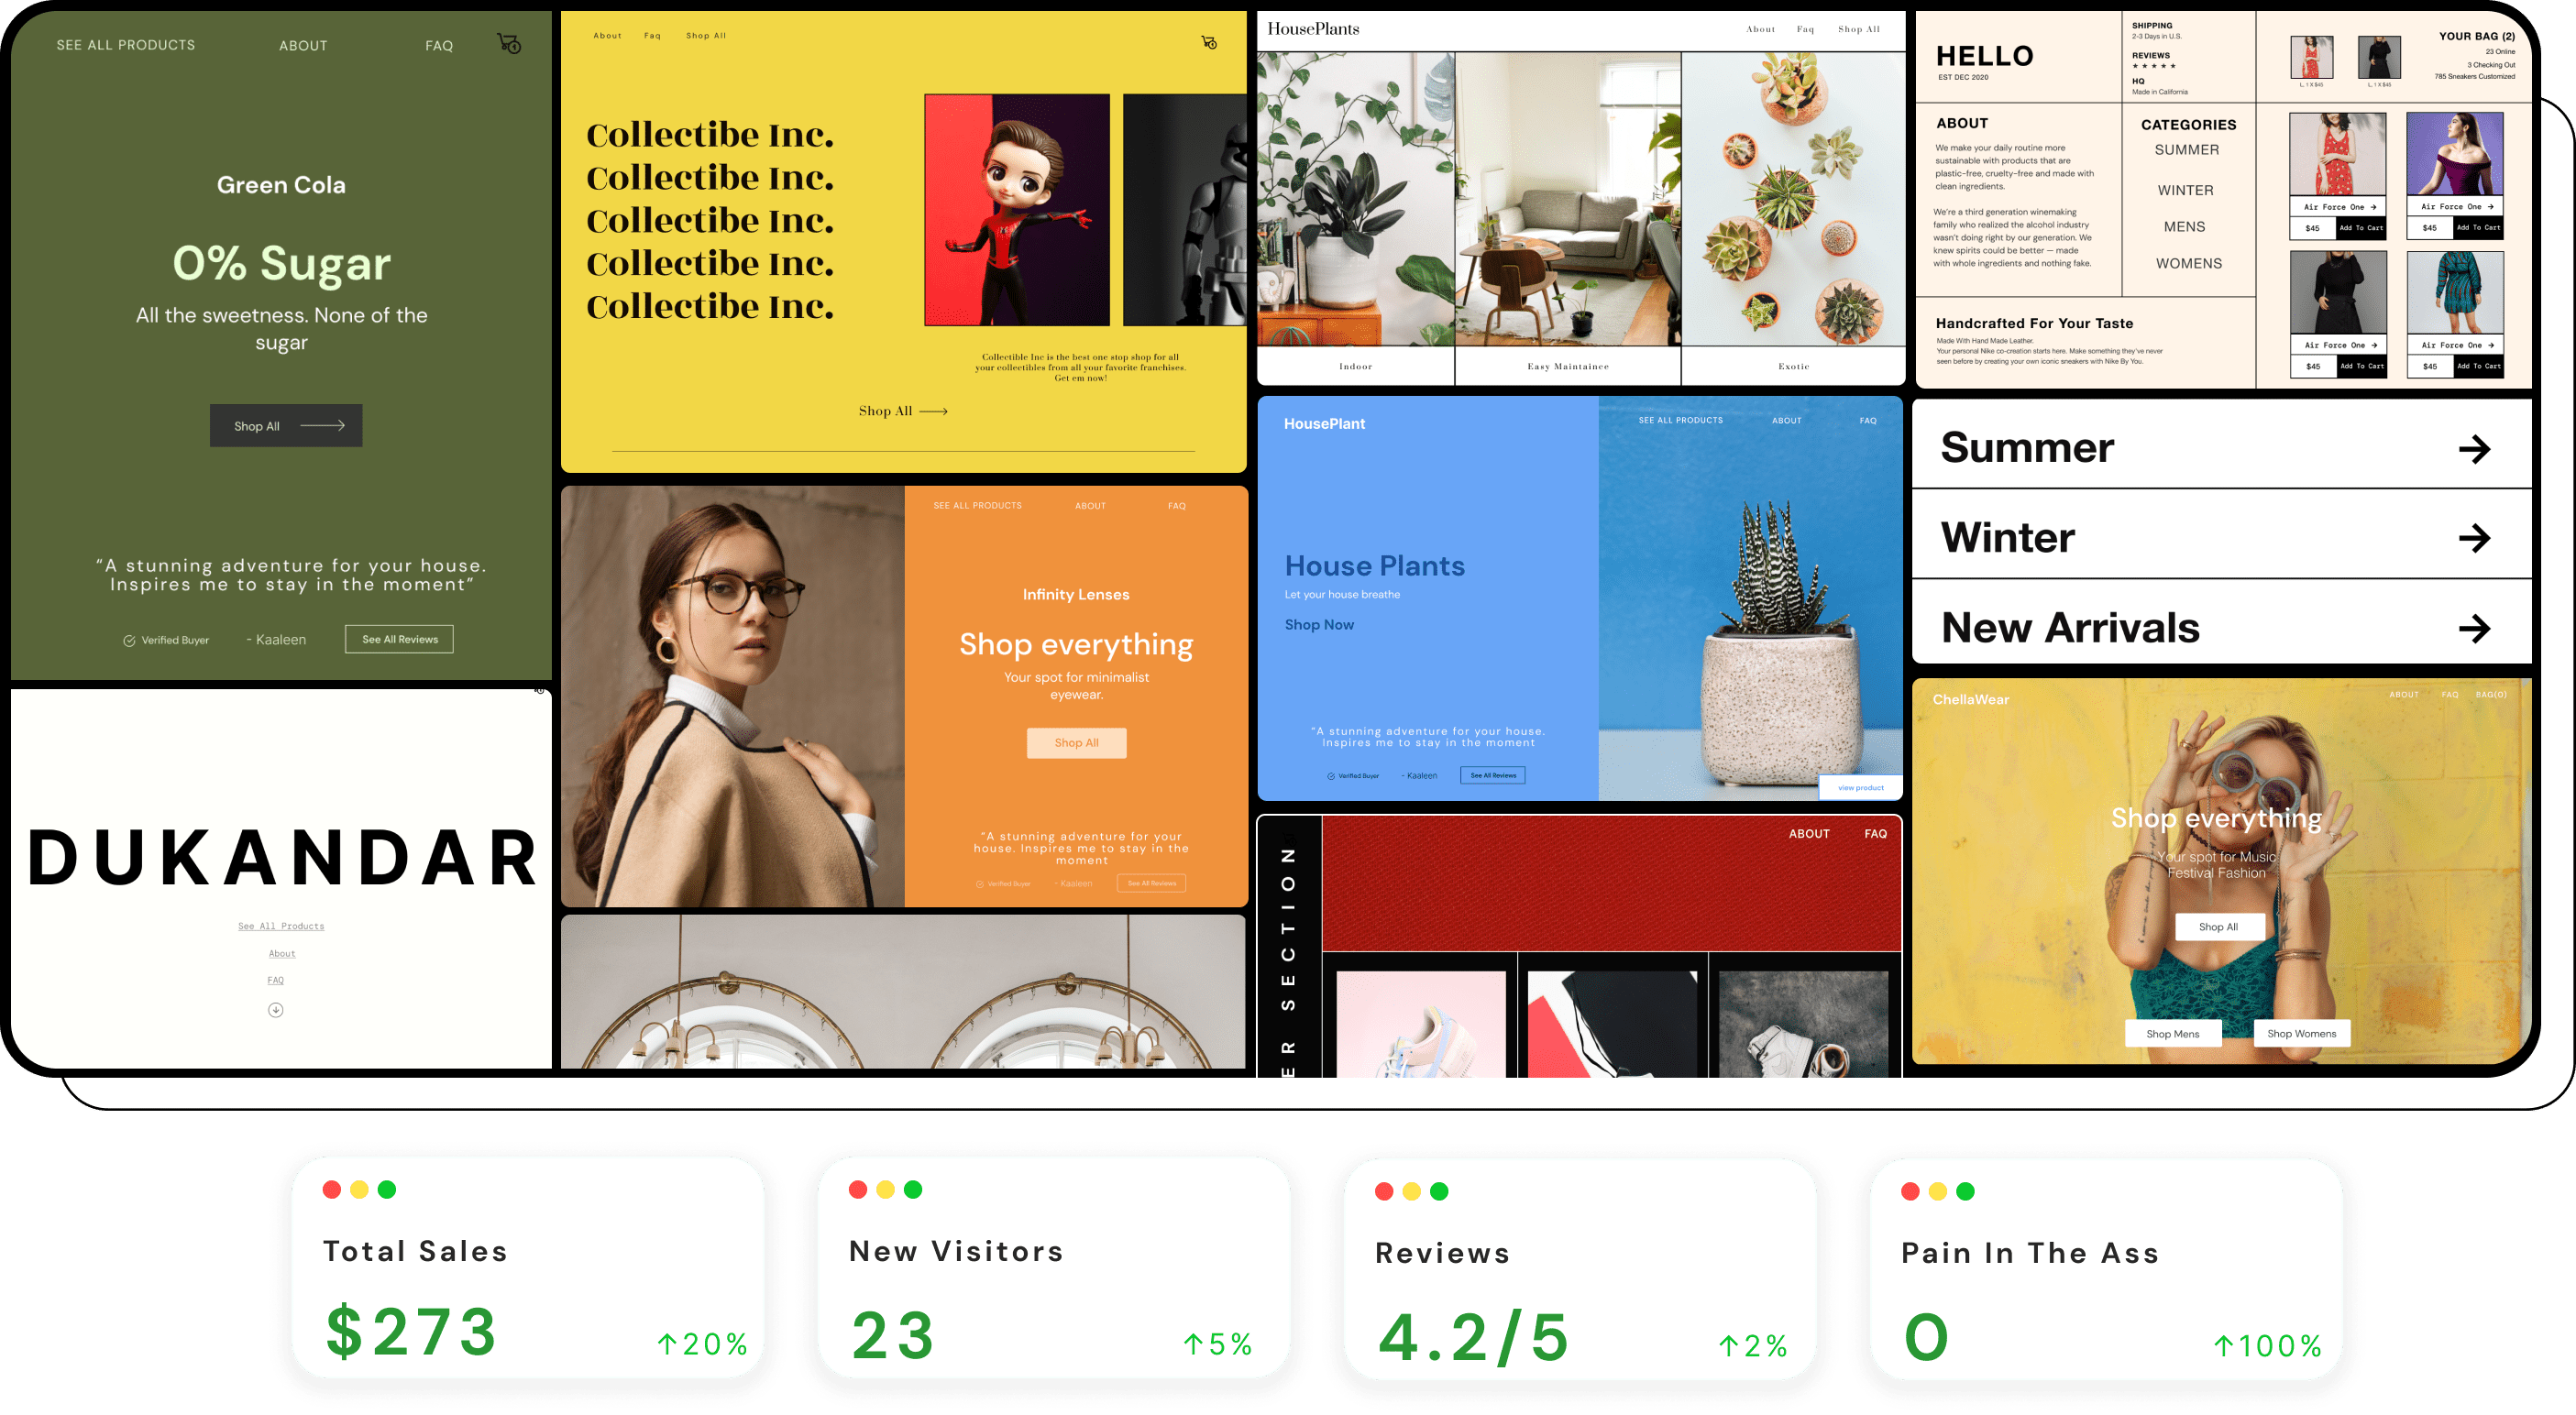 SEE ALL PRODUCTS ABOUT FAQ
Green Cola
0% Sugar
All the sweetness. None of the
sugar
Shop All
“A stunning adventure for your house.
Inspires me to stay in the moment”
Verified Buyer - Kaaleen See All Reviews
DUKANDAR
See All Products
About
FAQ
About Faq Shop All
Collectibe Inc.
Collectibe Inc.
Collectibe Inc.
Collectibe Inc.
Collectibe Inc.
Collectible Inc is the best one stop shop for all
your collectibles from all your favorite franchises.
Get em now!
Shop All
SEE ALL PRODUCTS ABOUT FAQ
Infinity Lenses
Shop everything
Your spot for minimalist
eyewear.
Shop All
“A stunning adventure for your
house. Inspires me to stay in the
moment
Verified Buyer - Kaaleen See All Reviews
HousePlants About Faq Shop All
Indoor Easy Maintaince Exotic
HousePlant
SEE ALL PRODUCTS ABOUT FAQ
House Plants
Let your house breathe
Shop Now
“A stunning adventure for your house.
Inspires me to stay in the moment
Verified Buyer - Kaaleen See All Reviews
view product
ER SECTION
ABOUT FAQ
HELLO
EST DEC 2020
SHIPPING
2-3 Days in U.S.
REVIEWS
★ ★ ★ ★ ★
HQ
Made in California
YOUR BAG (2)
23 Online
3 Checking Out
785 Sneakers Customized
L, 1 X $45 L, 1 X $45
ABOUT
We make your daily routine more
sustainable with products that are
plastic-free, cruelty-free and made with
clean ingredients.
We’re a third generation winemaking
family who realized the alcohol industry
wasn’t doing right by our generation. We
knew spirits could be better — made
with whole ingredients and nothing fake.
CATEGORIES
SUMMER
WINTER
MENS
WOMENS
Air Force One → Air Force One →
$45 Add To Cart $45 Add To Cart
Air Force One → Air Force One →
$45 Add To Cart $45 Add To Cart
Handcrafted For Your Taste
Made With Hand Made Leather.
Your personal Nike co-creation starts here. Make something they’ve never
seen before by creating your own iconic sneakers with Nike By You.
Summer →
Winter →
New Arrivals →
ChellaWear ABOUT FAQ BAG(0)
Shop everything
Your spot for Music
Festival Fashion
Shop All
Shop Mens Shop Womens
Total Sales
$273 ↑20%
New Visitors
23 ↑5%
Reviews
4.2/5 ↑2%
Pain In The Ass
0 ↑100%